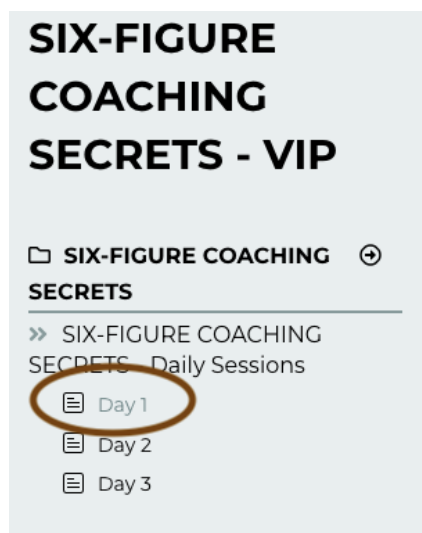 SIX-FIGURE
COACHING
SECRETS - VIP
SIX-FIGURE COACHING
SECRETS
SIX-FIGURE COACHING
SECRETS - Daily Sessions
Day 1
Day 2
Day 3